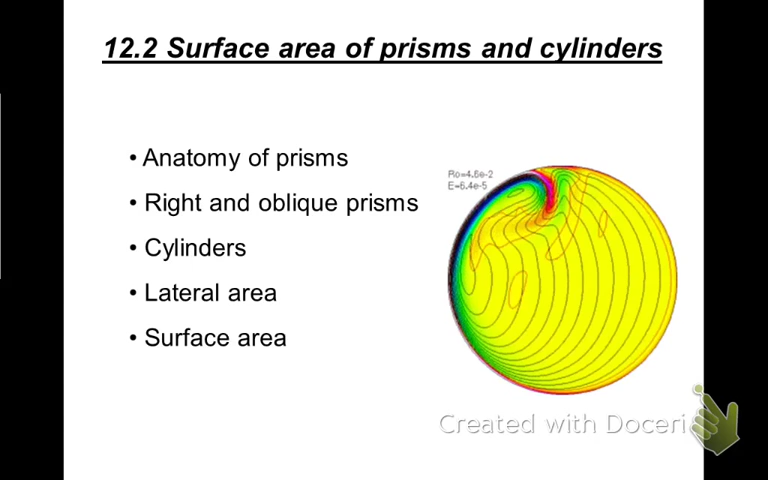 12.2 Surface area of prisms and cylinders
• Anatomy of prisms
• Right and oblique prisms
• Cylinders
• Lateral area
• Surface area
Ro=4.6e-2
E=6.4e-5
Created with Doceri